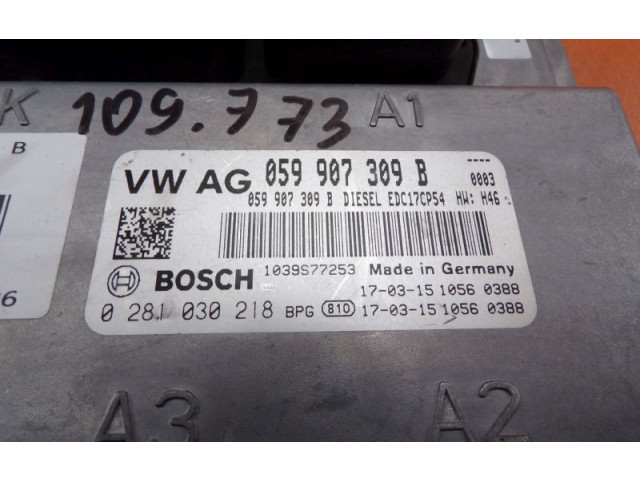 K 109.773 A1
B
VW AG 059 907 309 B ----
0003
059 907 309 B DIESEL EDC17CP54 HW: H46
1039S77253 Made in Germany
BOSCH 17-03-15 1056 0388
0 281 030 218 BPG 810 17-03-15 1056 0388
6
A3 A2